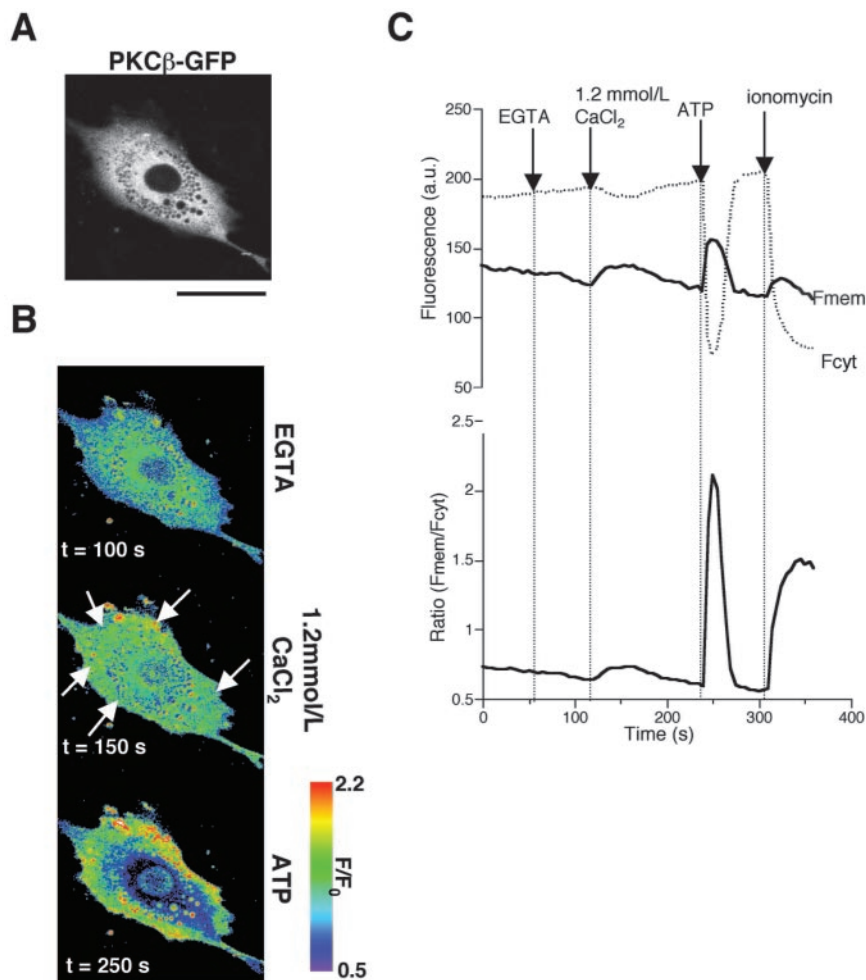 A
PKCβ-GFP
B
EGTA
t = 100 s
1.2mmol/L
CaCl₂
t = 150 s
ATP
t = 250 s
2.2
F/F₀
0.5
C
EGTA
1.2 mmol/L
CaCl₂
ATP
ionomycin
250
200
150
100
50
Fluorescence (a.u.)
Fmem
Fcyt
2.5
2
1.5
1
0.5
Ratio (Fmem/Fcyt)
0
100
200
300
400
Time (s)